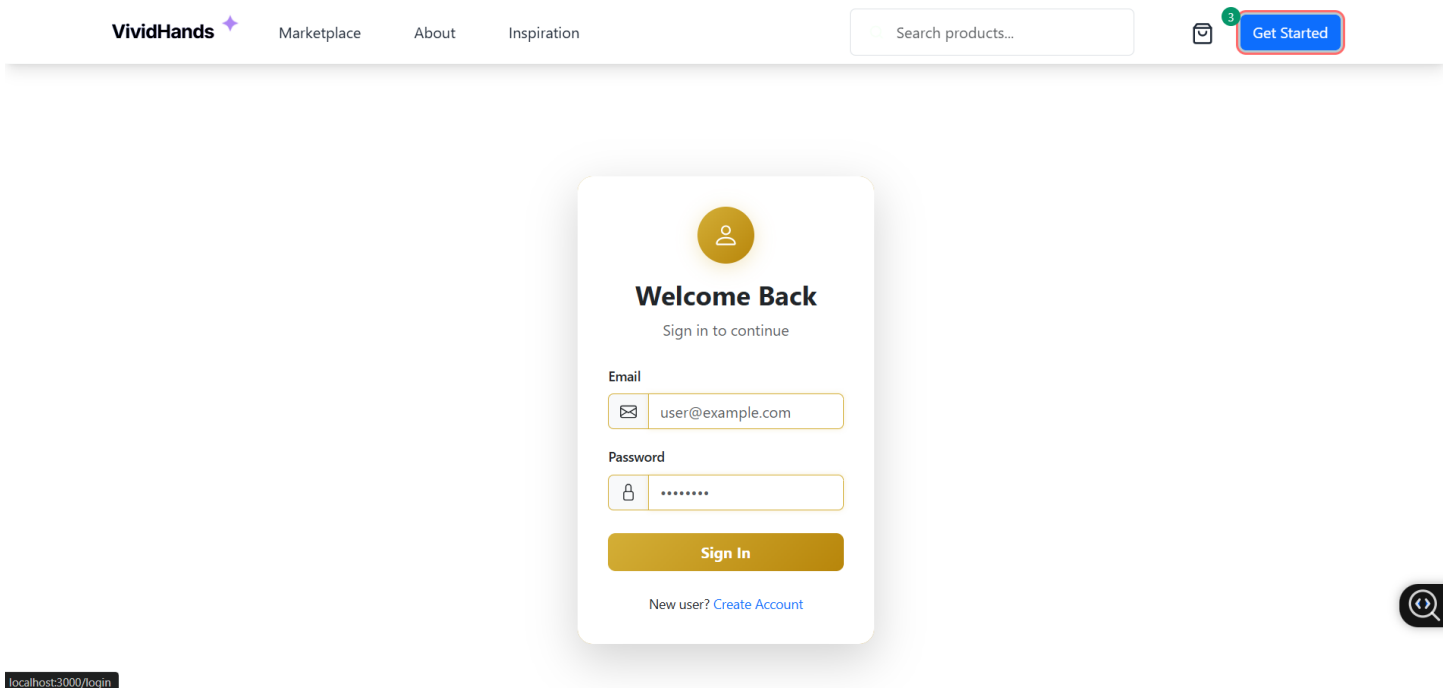 VividHands
Marketplace
About
Inspiration
Search products...
3
Get Started
Welcome Back
Sign in to continue
Email
user@example.com
Password
••••••••
Sign In
New user? Create Account
localhost:3000/login